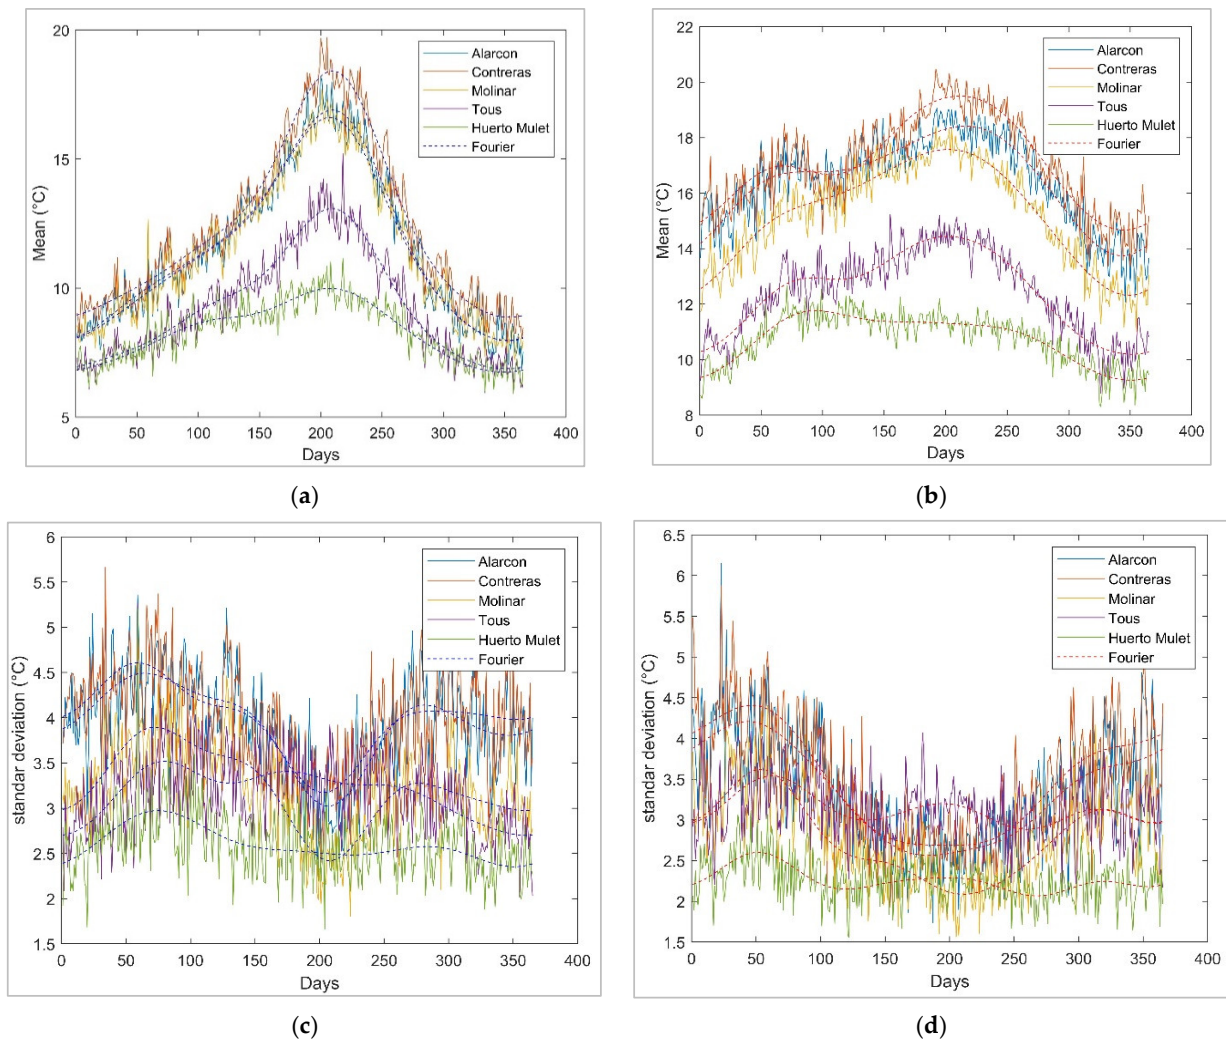 20
15
10
5
Mean (°C)
Alarcon
Contreras
Molinar
Tous
Huerto Mulet
Fourier
0 50 100 150 200 250 300 350 400
Days
(a)
22
20
18
16
14
12
10
8
Mean (°C)
Alarcon
Contreras
Molinar
Tous
Huerto Mulet
Fourier
0 50 100 150 200 250 300 350 400
Days
(b)
6
5.5
5
4.5
4
3.5
3
2.5
2
1.5
standar deviation (°C)
Alarcon
Contreras
Molinar
Tous
Huerto Mulet
Fourier
0 50 100 150 200 250 300 350 400
Days
(c)
6.5
6
5.5
5
4.5
4
3.5
3
2.5
2
1.5
standar deviation (°C)
Alarcon
Contreras
Molinar
Tous
Huerto Mulet
Fourier
0 50 100 150 200 250 300 350 400
Days
(d)